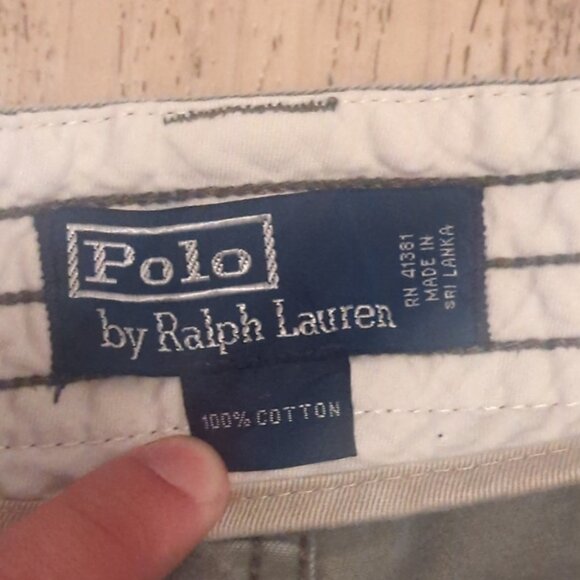 Polo
by Ralph Lauren
RN 41381
MADE IN
SRI LANKA
100% COTTON